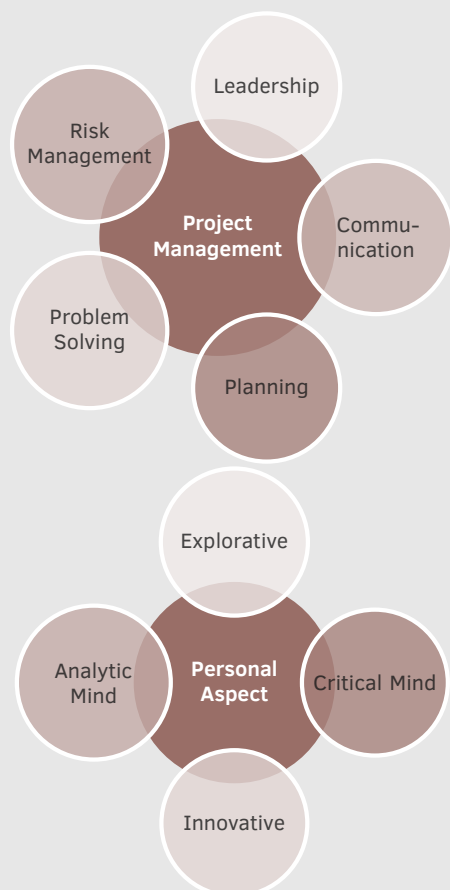 Leadership
Risk
Management
Project
Management
Commu-
nication
Problem
Solving
Planning
Explorative
Analytic
Mind
Personal
Aspect
Critical Mind
Innovative